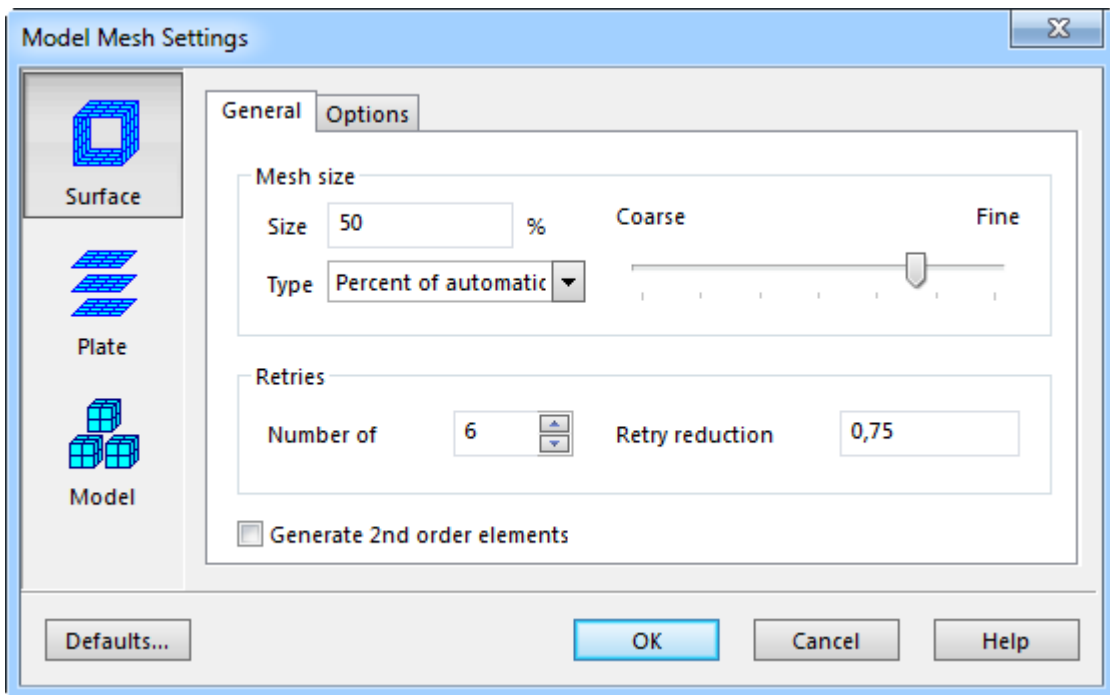 Model Mesh Settings
Surface
Plate
Model
General
Options
Mesh size
Size
50
%
Type
Percent of automatic
Coarse
Fine
Retries
Number of
6
Retry reduction
0,75
Generate 2nd order elements
Defaults...
OK
Cancel
Help